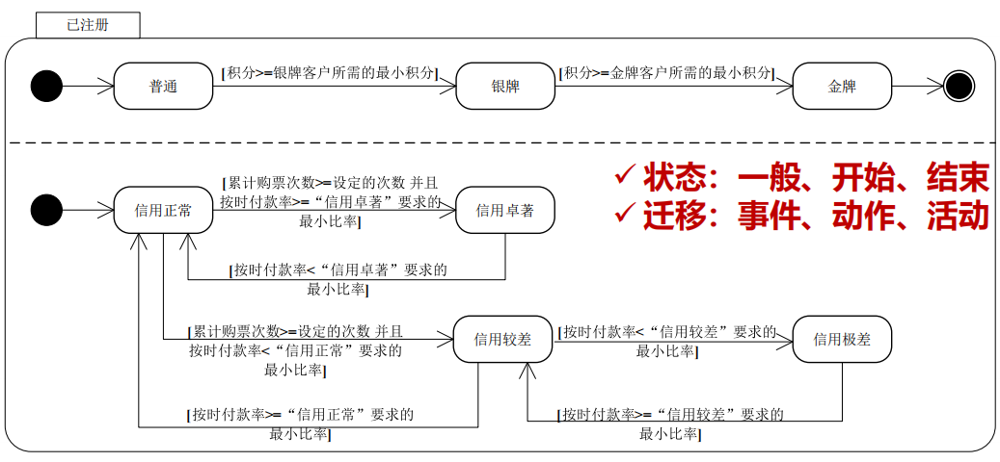 已注册
普通
[积分>=银牌客户所需的最小积分]
银牌
[积分>=金牌客户所需的最小积分]
金牌
✓ 状态：一般、开始、结束
✓ 迁移：事件、动作、活动
信用正常
[累计购票次数>=设定的次数 并且
按时付款率>=“信用卓著”要求的
最小比率]
信用卓著
[按时付款率<“信用卓著”要求的
最小比率]
[累计购票次数>=设定的次数 并且
按时付款率<“信用正常”要求的
最小比率]
信用较差
[按时付款率<“信用较差”要求的
最小比率]
信用极差
[按时付款率>=“信用正常”要求的
最小比率]
[按时付款率>=“信用较差”要求的
最小比率]